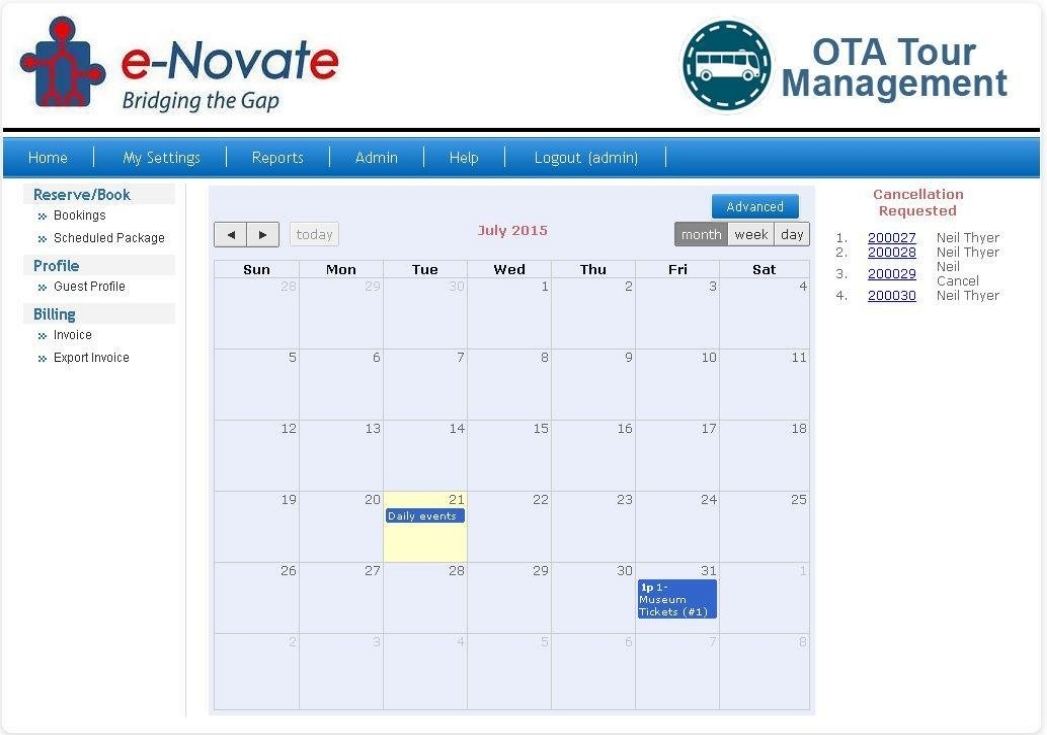 e-Novate
Bridging the Gap
OTA Tour
Management
Home My Settings Reports Admin Help Logout (admin)
Reserve/Book
Bookings
Scheduled Package
Profile
Guest Profile
Billing
Invoice
Export Invoice
Advanced
today
July 2015
month week day
Sun Mon Tue Wed Thu Fri Sat
28 29 30 1 2 3 4
5 6 7 8 9 10 11
12 13 14 15 16 17 18
19 20 21 22 23 24 25
Daily events
26 27 28 29 30 31 1
1p 1-
Museum
Tickets (#1)
2 3 4 5 6 7 8
Cancellation
Requested
1. 200027 Neil Thyer
2. 200028 Neil Thyer
3. 200029 Neil
Cancel
4. 200030 Neil Thyer